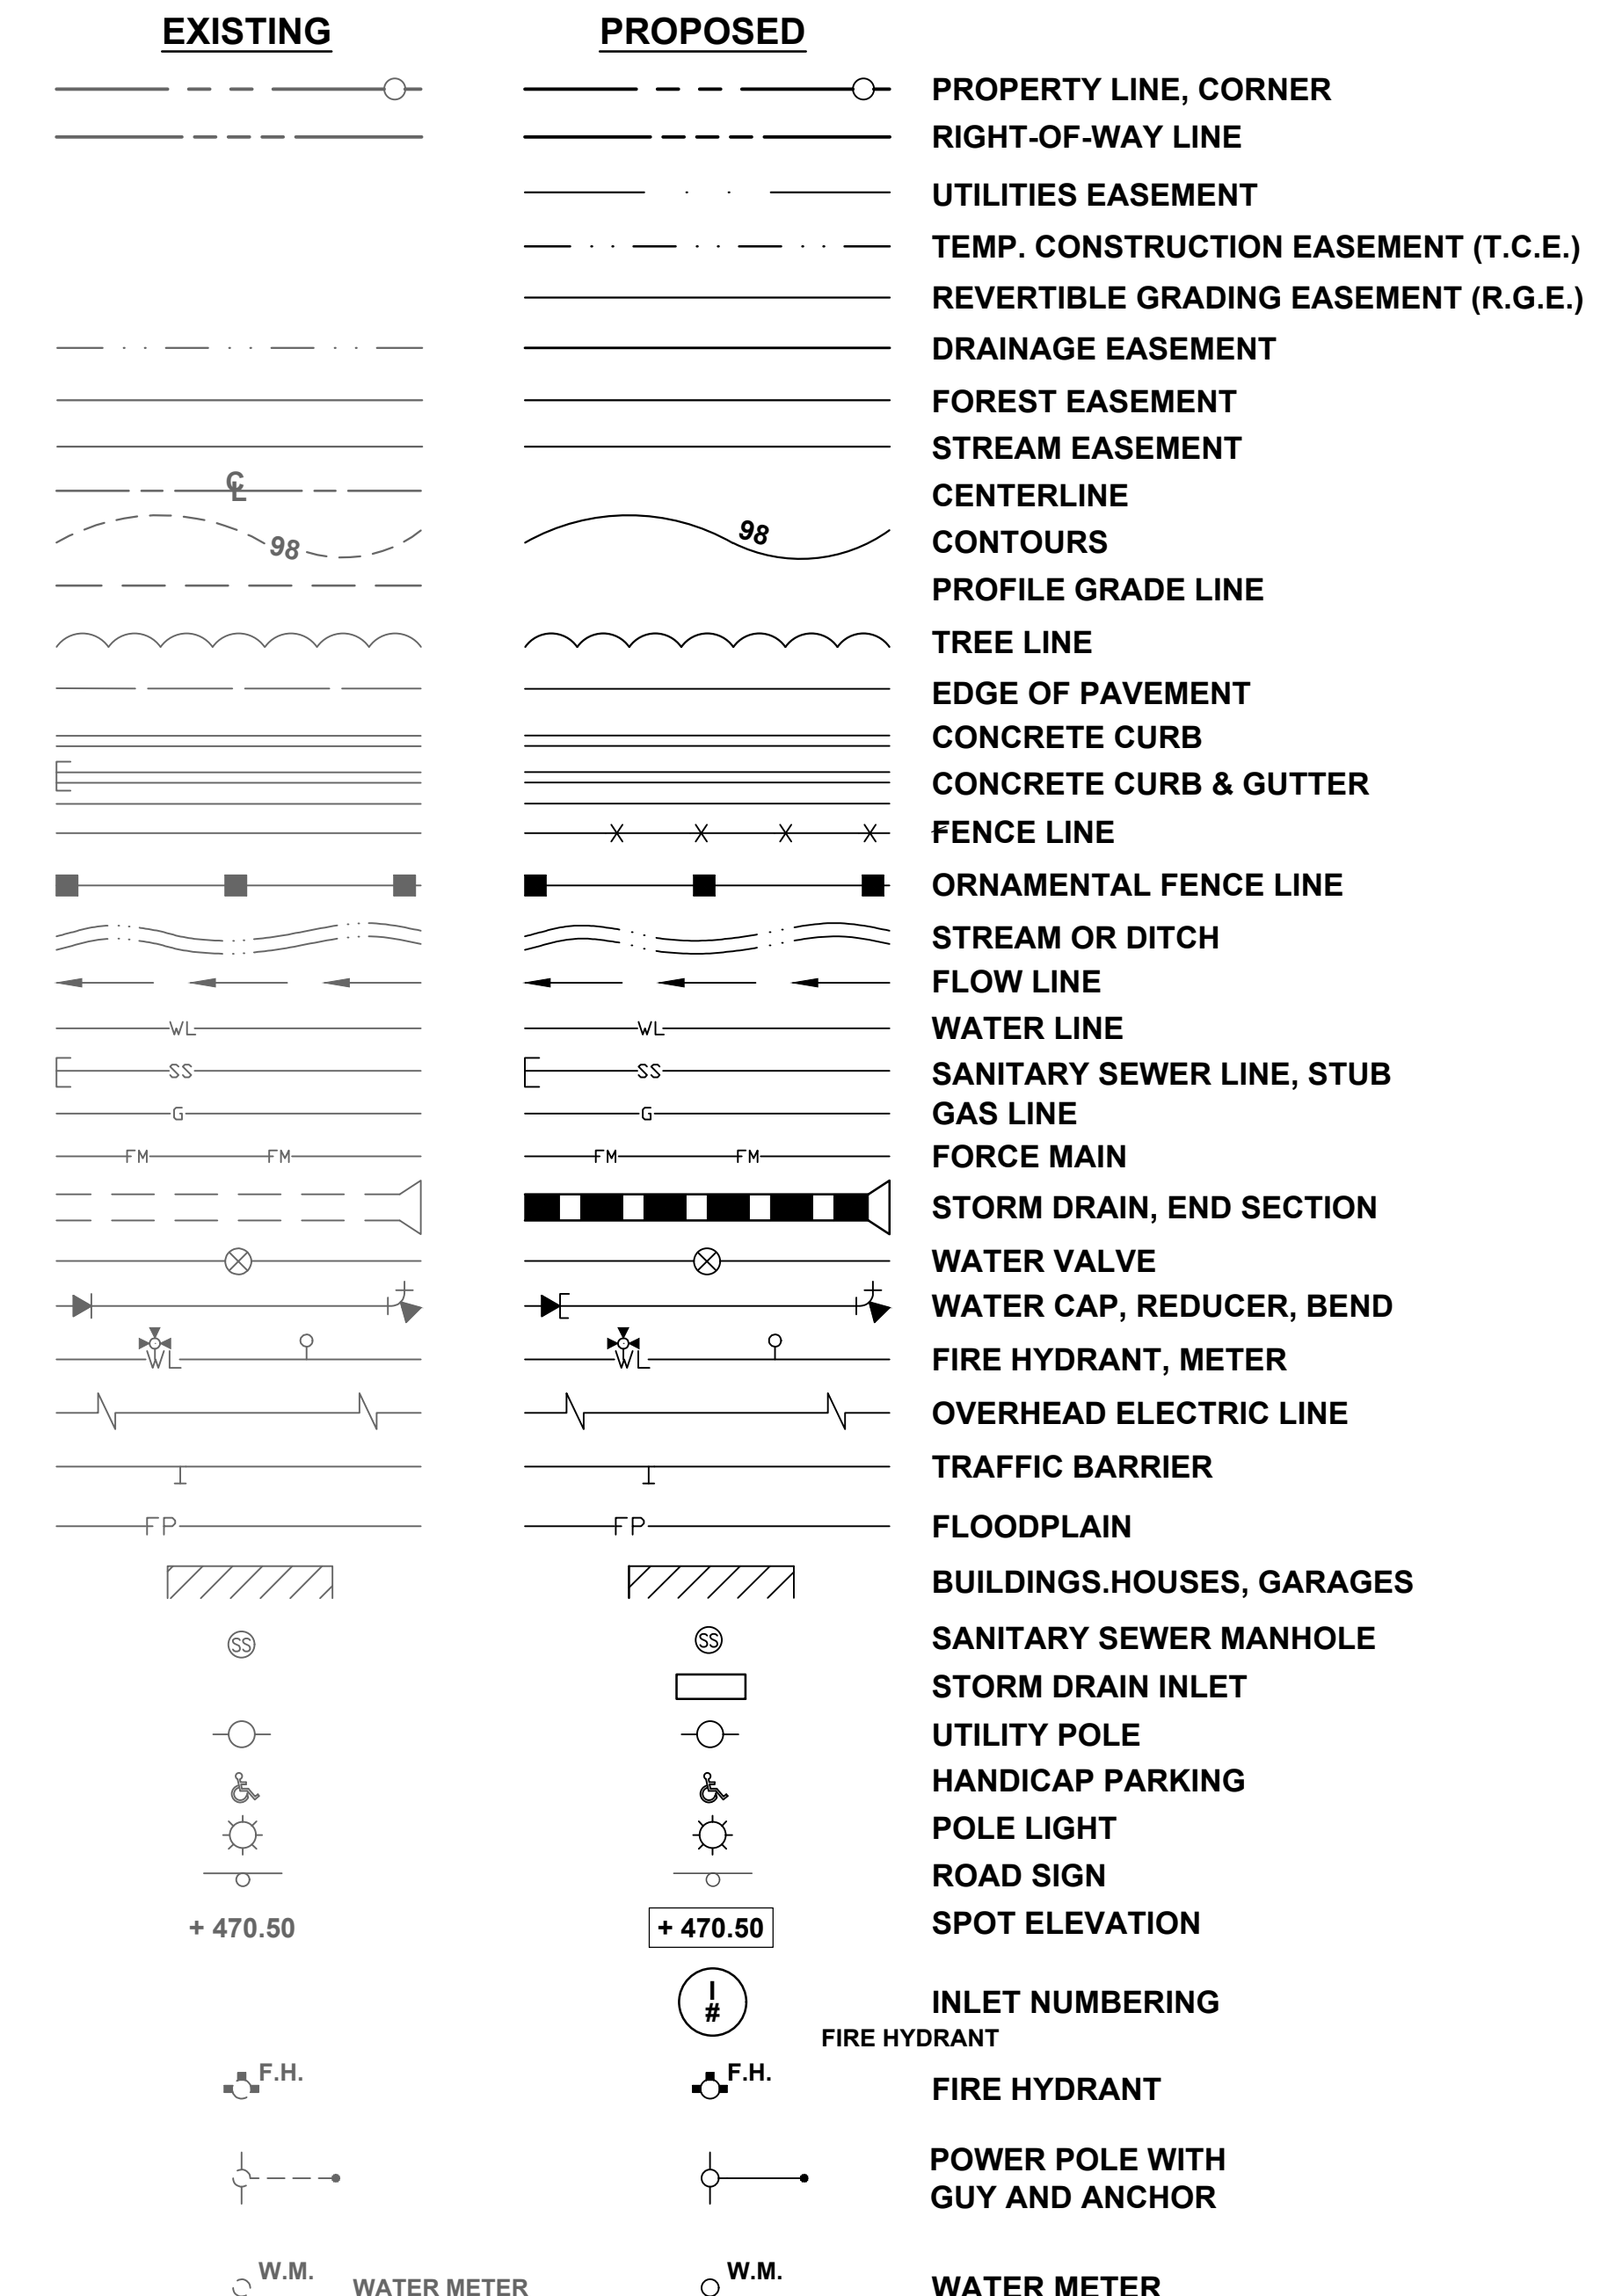 EXISTING PROPOSED
PROPERTY LINE, CORNER
RIGHT-OF-WAY LINE
UTILITIES EASEMENT
TEMP. CONSTRUCTION EASEMENT (T.C.E.)
REVERTIBLE GRADING EASEMENT (R.G.E.)
DRAINAGE EASEMENT
FOREST EASEMENT
STREAM EASEMENT
CL CENTERLINE
98 98 CONTOURS
PROFILE GRADE LINE
TREE LINE
EDGE OF PAVEMENT
CONCRETE CURB
CONCRETE CURB & GUTTER
FENCE LINE
ORNAMENTAL FENCE LINE
STREAM OR DITCH
FLOW LINE
WL WL WATER LINE
SS SS SANITARY SEWER LINE, STUB
G G GAS LINE
FM FM FM FM FORCE MAIN
STORM DRAIN, END SECTION
WATER VALVE
WATER CAP, REDUCER, BEND
WL WL FIRE HYDRANT, METER
OVERHEAD ELECTRIC LINE
TRAFFIC BARRIER
FP FP FLOODPLAIN
BUILDINGS.HOUSES, GARAGES
SS SS SANITARY SEWER MANHOLE
STORM DRAIN INLET
UTILITY POLE
HANDICAP PARKING
POLE LIGHT
ROAD SIGN
+ 470.50 + 470.50 SPOT ELEVATION
I
# INLET NUMBERING
FIRE HYDRANT
F.H. F.H. FIRE HYDRANT
POWER POLE WITH
GUY AND ANCHOR
W.M. W.M.
WATER METER WATER METER